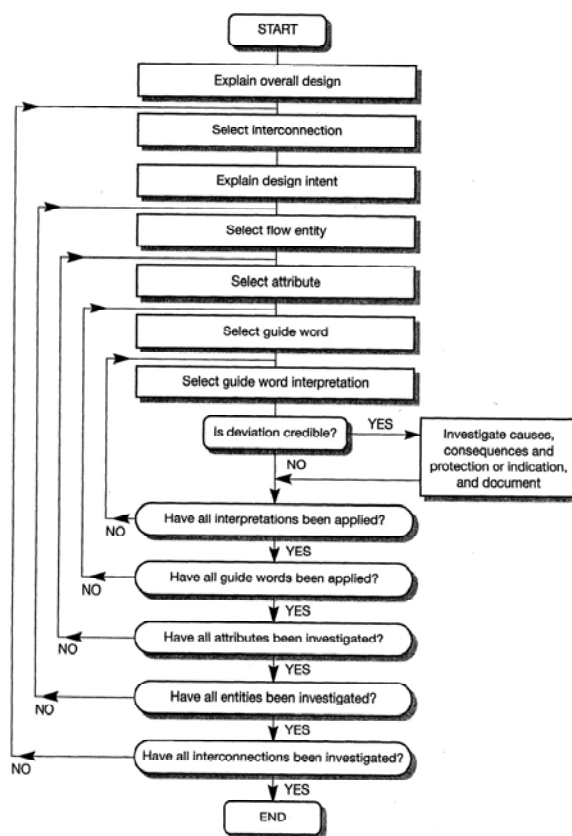 START
Explain overall design
Select interconnection
Explain design intent
Select flow entity
Select attribute
Select guide word
Select guide word interpretation
Is deviation credible?
YES
Investigate causes,
consequences and
protection or indication,
and document
NO
Have all interpretations been applied?
NO
YES
Have all guide words been applied?
NO
YES
Have all attributes been investigated?
NO
YES
Have all entities been investigated?
NO
YES
Have all interconnections been investigated?
NO
YES
END